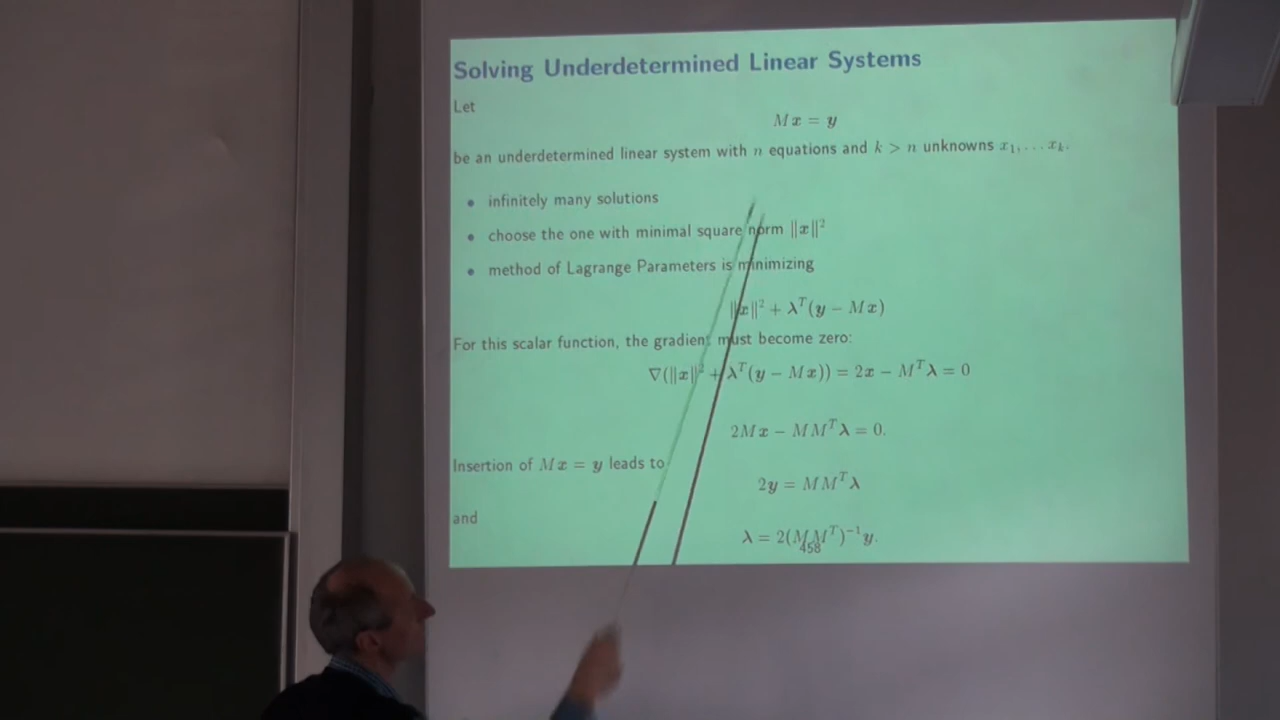 Solving Underdetermined Linear Systems
Let
Mx = y
be an underdetermined linear system with n equations and k > n unknowns x₁, . . . xₖ.
• infinitely many solutions
• choose the one with minimal square norm ‖x‖²
• method of Lagrange Parameters is minimizing
‖x‖² + λᵀ(y − Mx)
For this scalar function, the gradient must become zero:
∇(‖x‖² + λᵀ(y − Mx)) = 2x − Mᵀλ = 0
2Mx − MMᵀλ = 0.
Insertion of Mx = y leads to
2y = MMᵀλ
and
λ = 2(MMᵀ)⁻¹y.
458